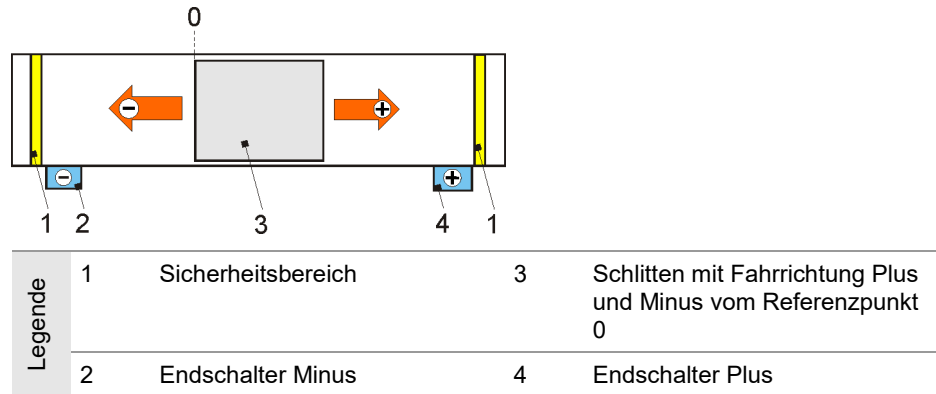 0
− +
− +
1 2 3 4 1
Legende
1 Sicherheitsbereich 3 Schlitten mit Fahrrichtung Plus
und Minus vom Referenzpunkt
0
2 Endschalter Minus 4 Endschalter Plus